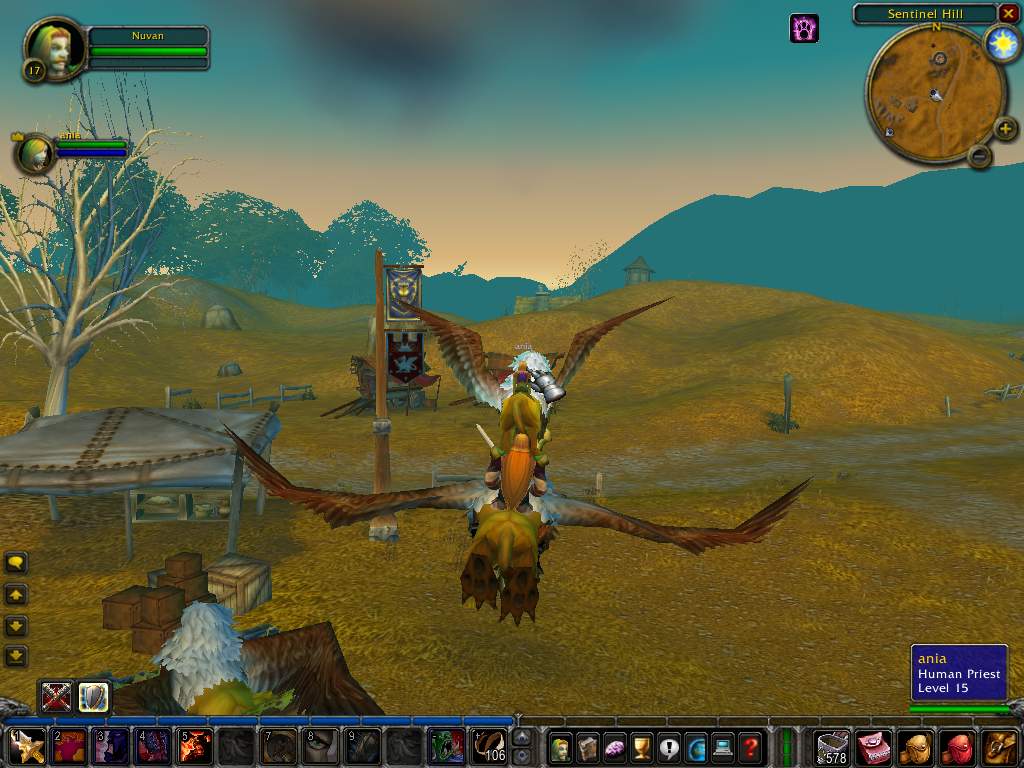 Nuvan
17
ania
Sentinel Hill
N
ania
ania
Human Priest
Level 15
1 2 3 4 5 7 8 9 106 578